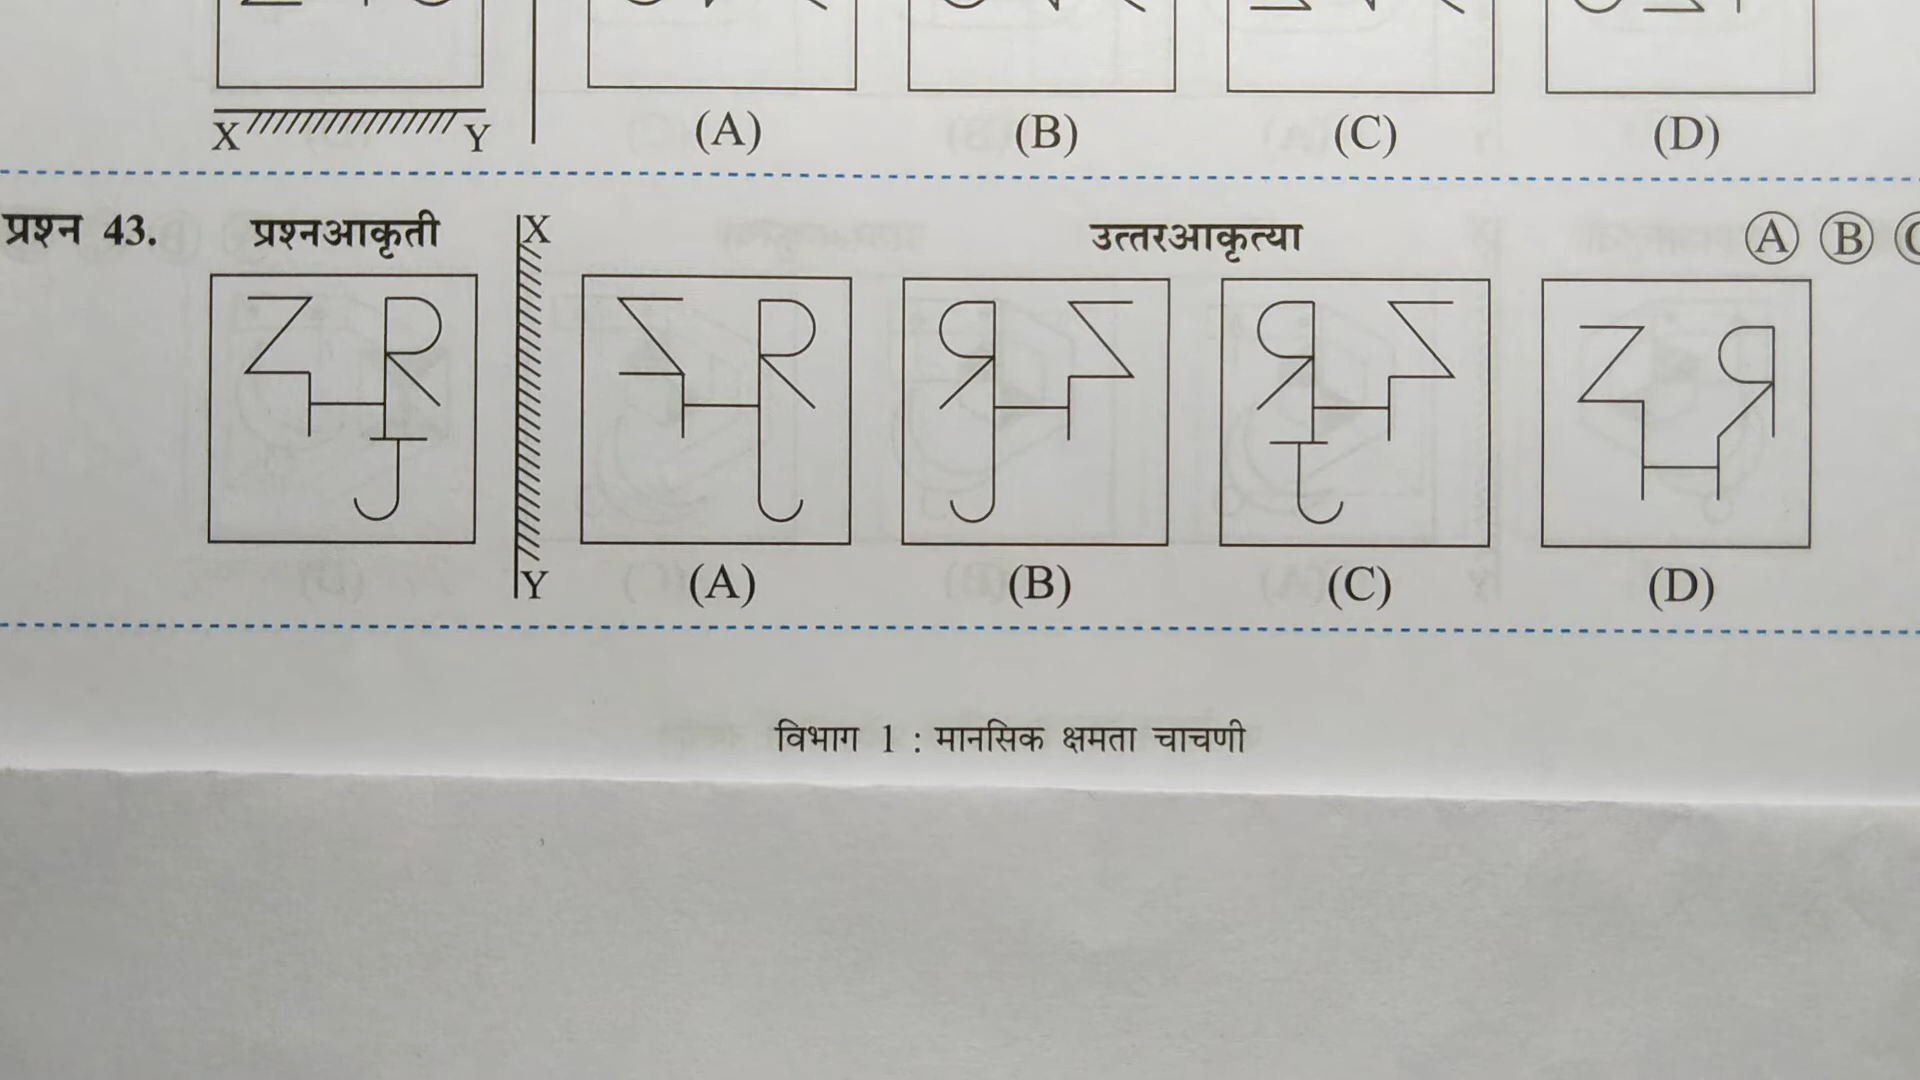 X Y (A) (B) (C) (D)
प्रश्न 43. प्रश्नआकृती X उत्तरआकृत्या A B C
Z R H J
Y (A) (B) (C) (D)
विभाग 1 : मानसिक क्षमता चाचणी